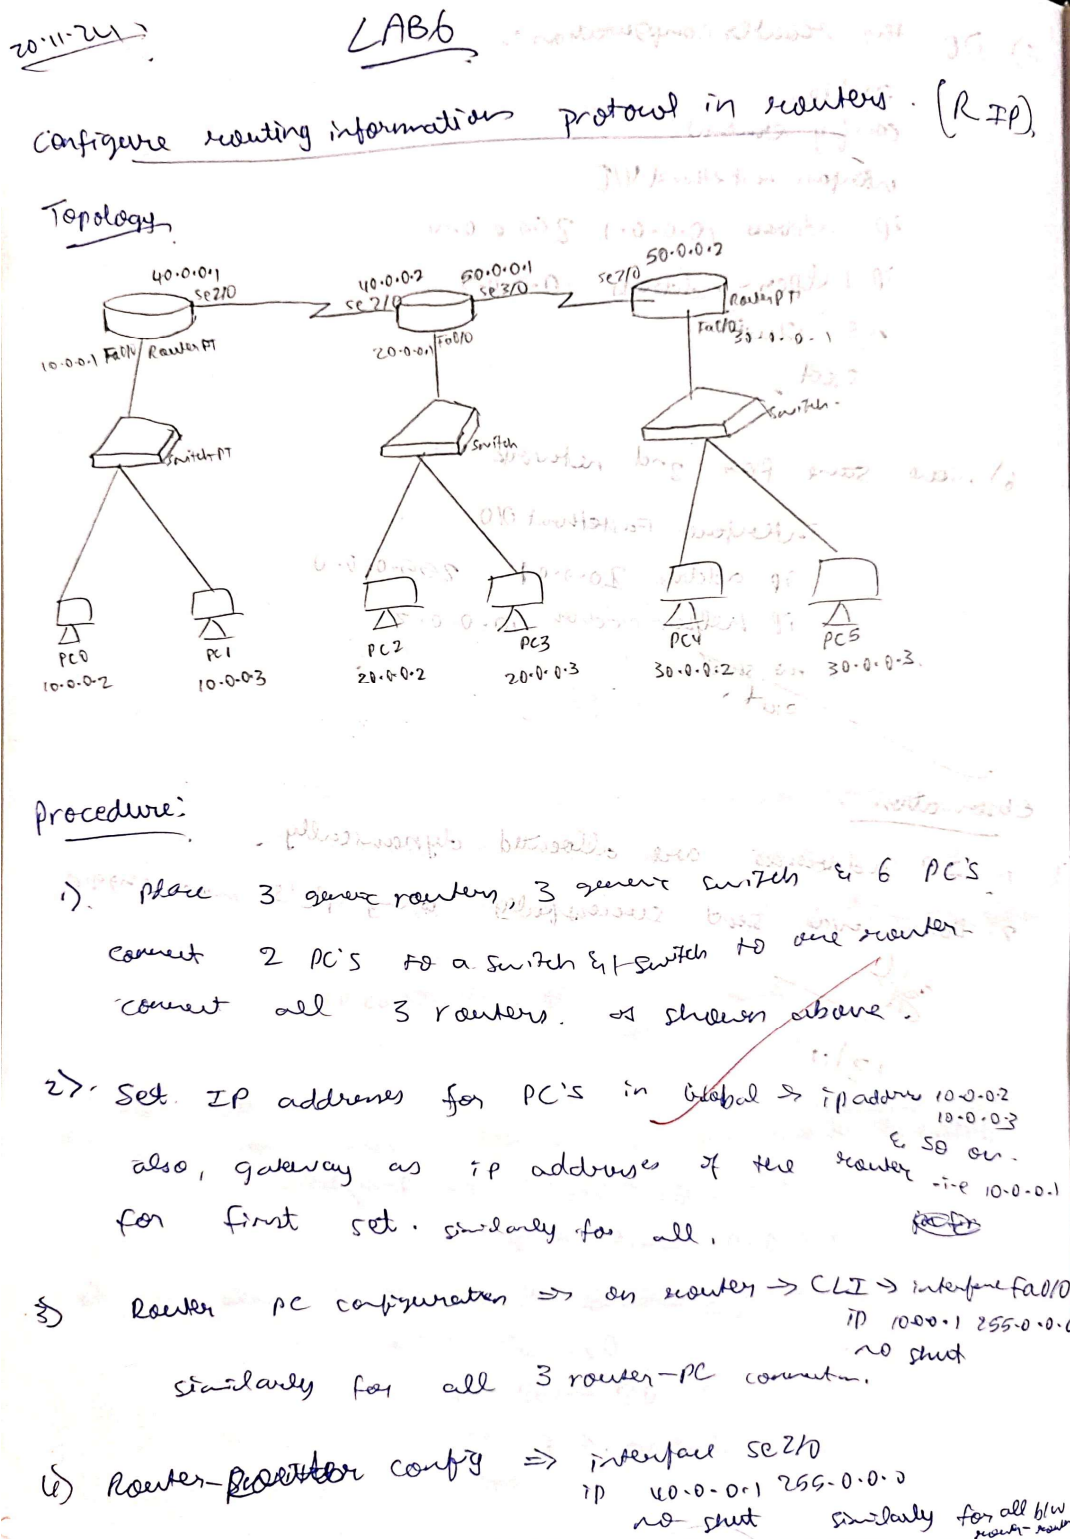 20.11.24
LAB6
Configure routing information protocol in routers. (RIP).
Topology
40.0.0.1
se2/0
40.0.0.2
se2/0
50.0.0.1
se3/0
50.0.0.2
se2/0
10.0.0.1 Fa0/0 RouterPT
20.0.0.1 Fa0/0
RouterPT
Fa0/0
30.0.0.1
SwitchPT
Switch
Switch
PC0
10.0.0.2
PC1
10.0.0.3
PC2
20.0.0.2
PC3
20.0.0.3
PC4
30.0.0.2
PC5
30.0.0.3
Procedure:
1) Place 3 generic routers, 3 generic switch & 6 PC's
connect 2 PC's to a switch & 1 switch to one router.
connect all 3 routers. as shown above.
2) Set IP addresses for PC's in Global → ip address 10.0.0.2
10.0.0.3
& so on.
also, gateway as ip addresses of the router -i-e 10.0.0.1
for first set. similarly for all.
3) Router PC configuration ⇒ on router → CLI → interface Fa0/0
ip 10.0.0.1 255.0.0.0
no shut
similarly for all 3 router-PC connection.
4) Router-Router config ⇒ interface se2/0
ip 40.0.0.1 255.0.0.0
no shut similarly for all b/w
router-router